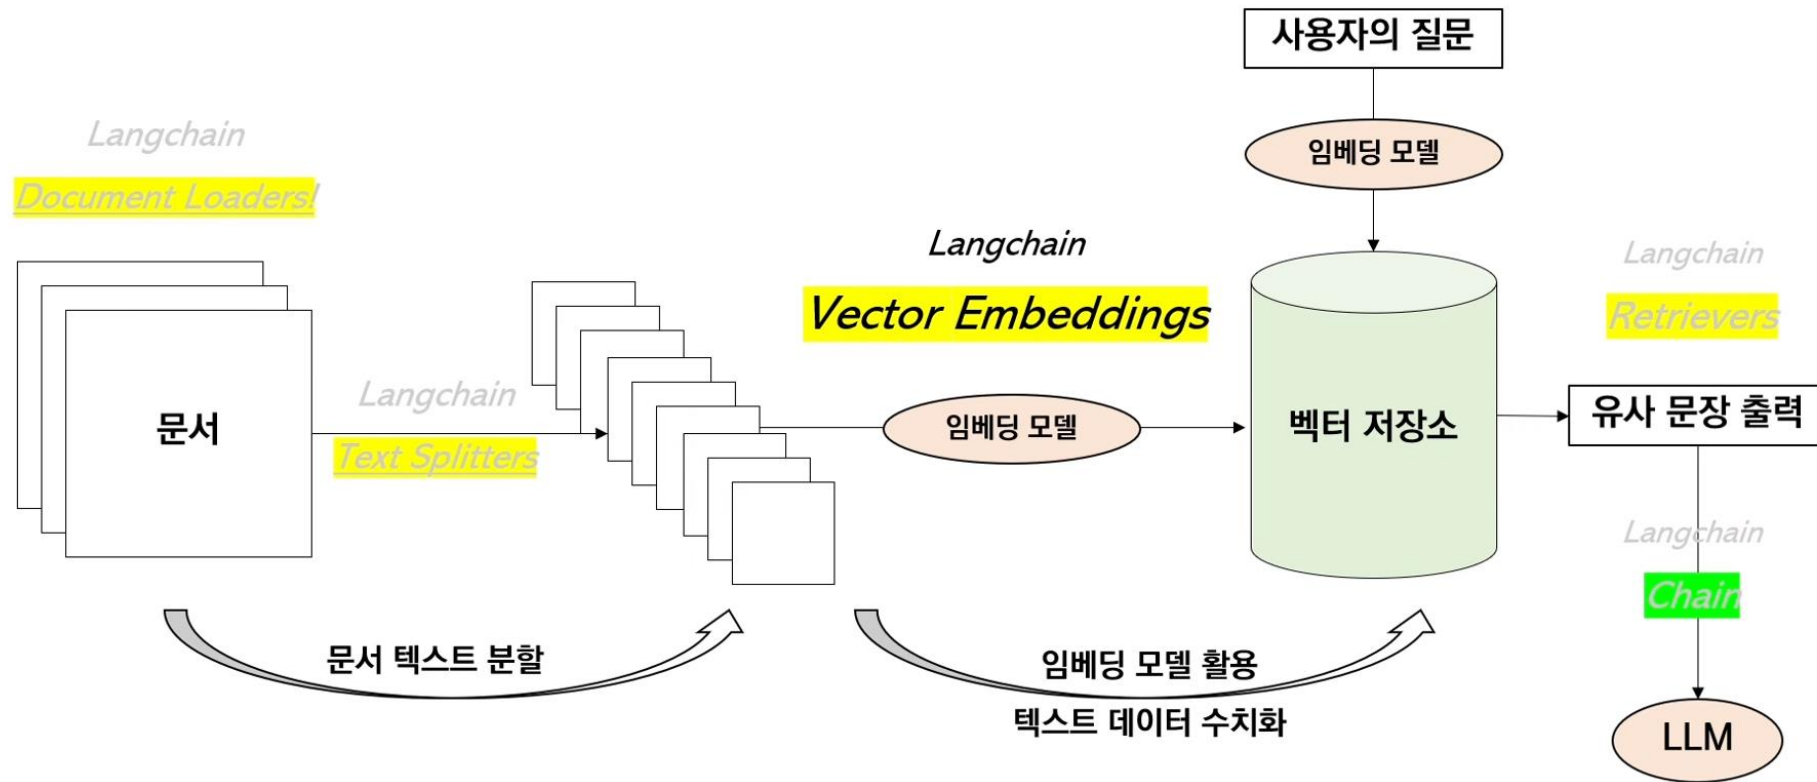 사용자의 질문
임베딩 모델
Langchain
Document Loaders!
문서
Langchain
Text Splitters
Langchain
Vector Embeddings
임베딩 모델
벡터 저장소
Langchain
Retrievers
유사 문장 출력
Langchain
Chain
LLM
문서 텍스트 분할
임베딩 모델 활용
텍스트 데이터 수치화